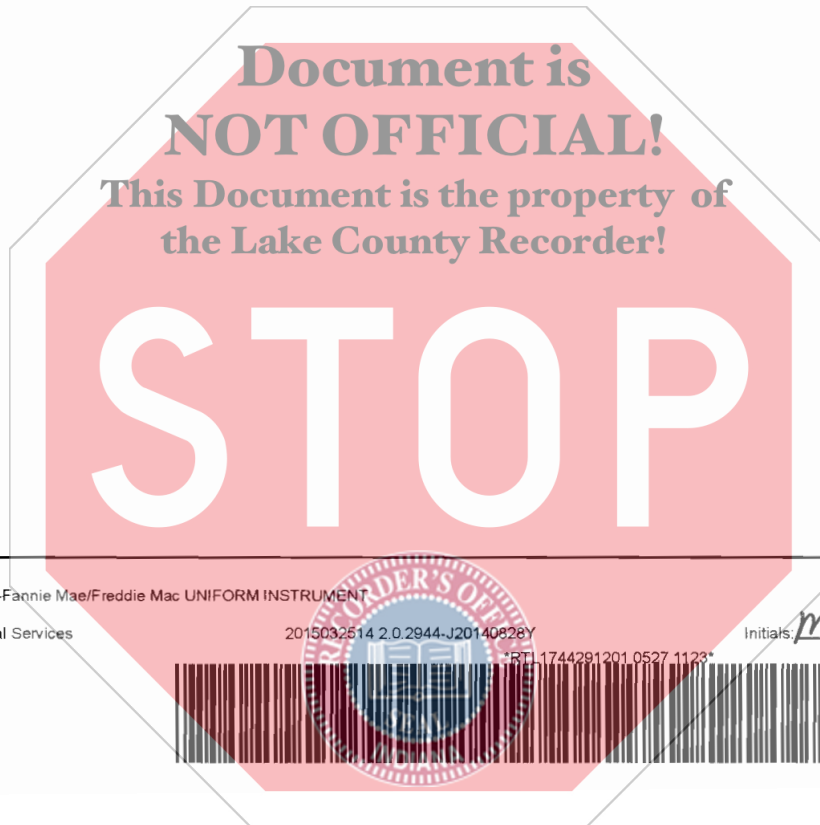 Document is
NOT OFFICIAL!
This Document is the property of
the Lake County Recorder!
STOP
-Fannie Mae/Freddie Mac UNIFORM INSTRUMENT
al Services 2015032514 2.0.2944-J20140828Y Initials:
*RTL1744291201 0527 1123*
RECORDER'S OFFICE
SEAL
INDIANA